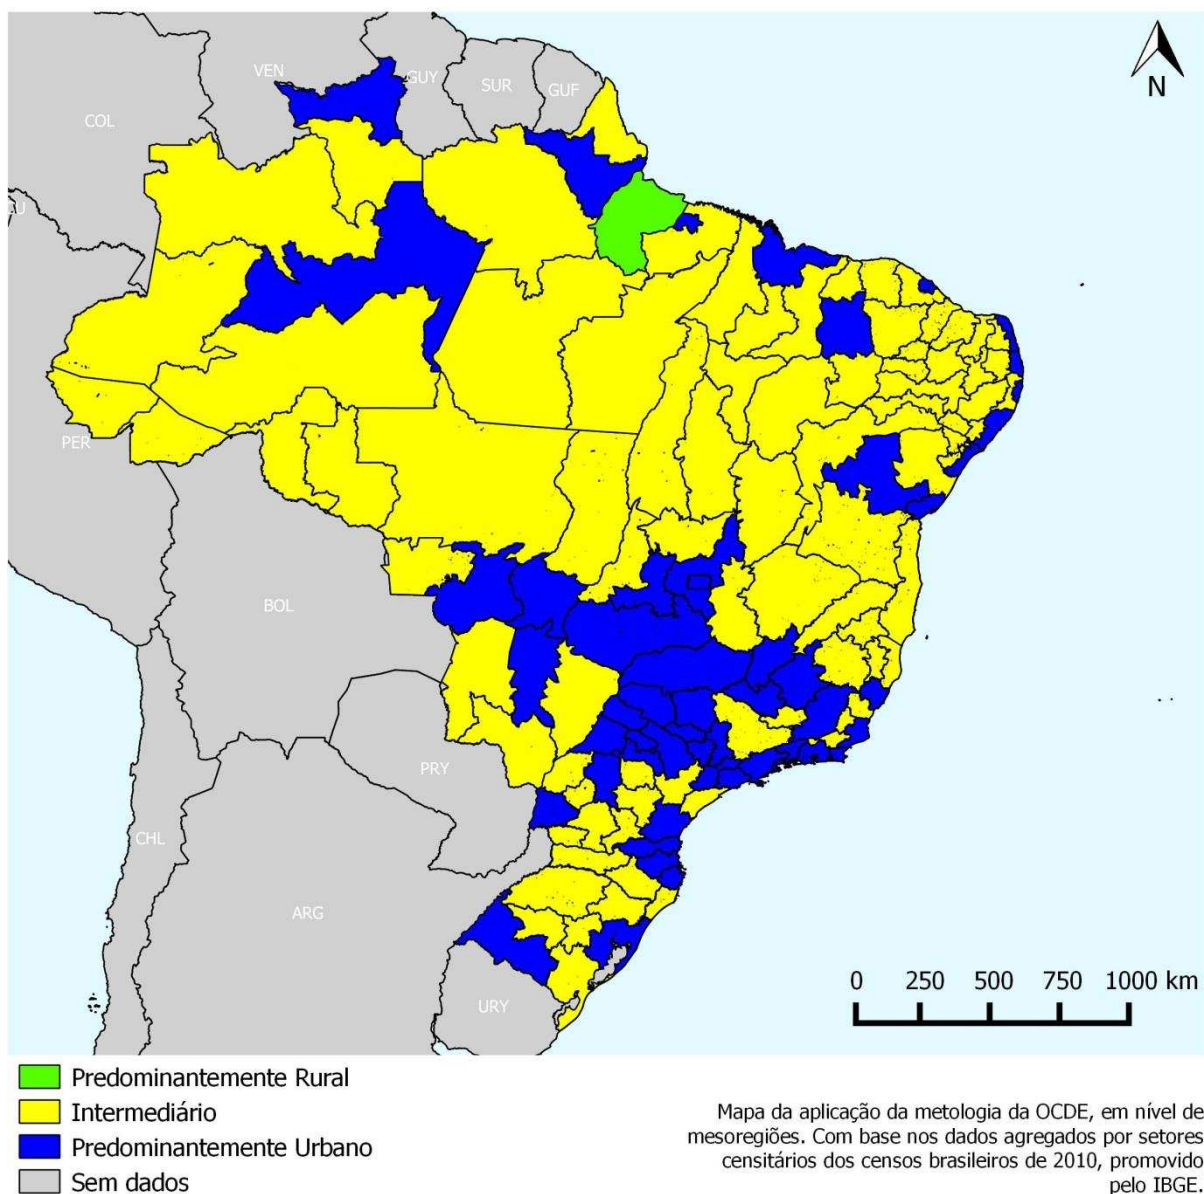 N
VEN
GUY
SUR
GUF
COL
PER
BOL
PRY
CHL
ARG
URY
0 250 500 750 1000 km
Predominantemente Rural
Intermediário
Predominantemente Urbano
Sem dados
Mapa da aplicação da metologia da OCDE, em nível de
mesoregiões. Com base nos dados agregados por setores
censitários dos censos brasileiros de 2010, promovido
pelo IBGE.